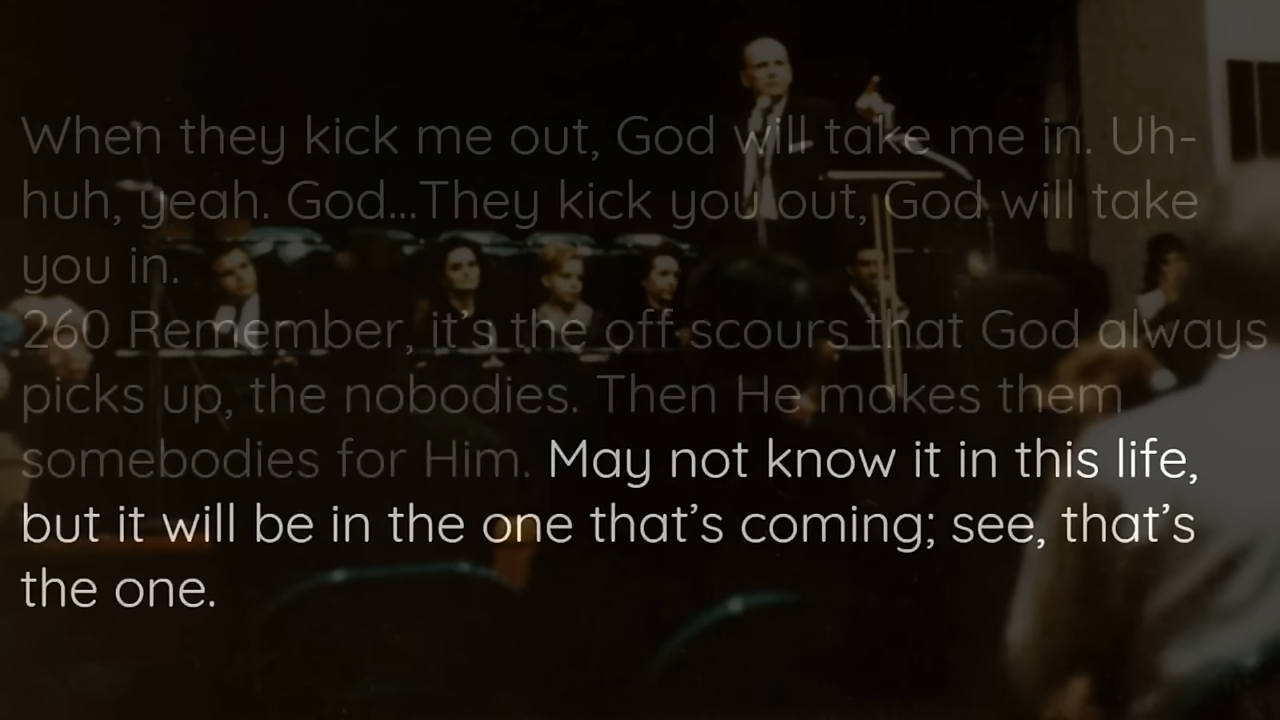 When they kick me out, God will take me in. Uh-
huh, yeah. God...They kick you out, God will take
you in.
260 Remember, it's the off scours that God always
picks up, the nobodies. Then He makes them
somebodies for Him. May not know it in this life,
but it will be in the one that’s coming; see, that’s
the one.